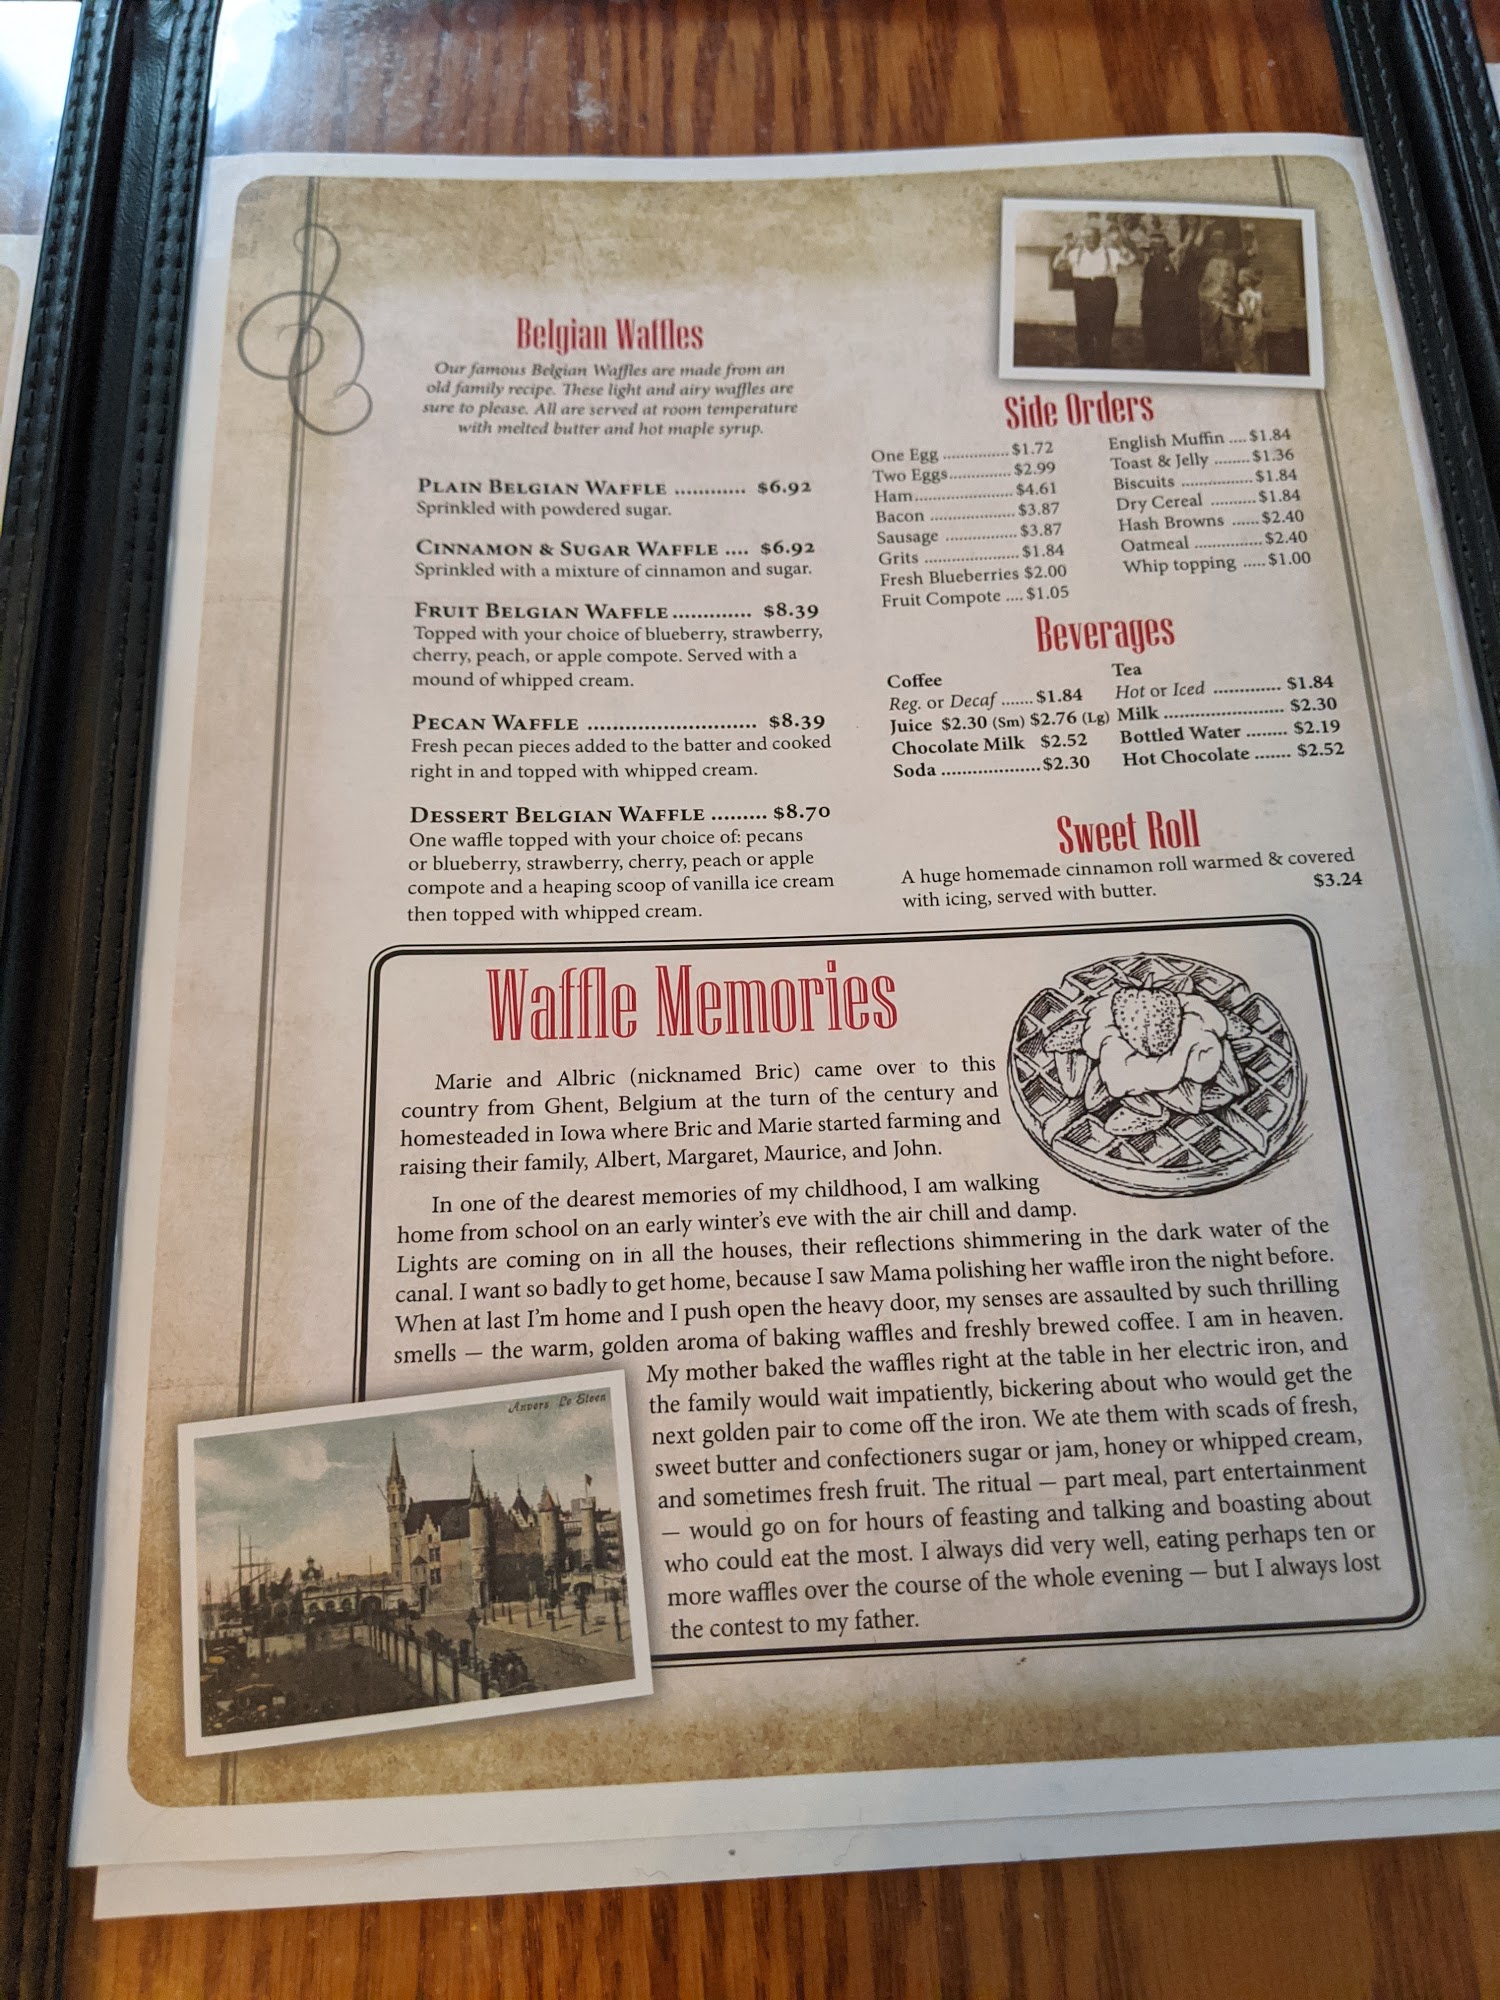 Belgian Waffles
Our famous Belgian Waffles are made from an
old family recipe. These light and airy waffles are
sure to please. All are served at room temperature
with melted butter and hot maple syrup.
PLAIN BELGIAN WAFFLE ............ $6.92
Sprinkled with powdered sugar.
CINNAMON & SUGAR WAFFLE .... $6.92
Sprinkled with a mixture of cinnamon and sugar.
FRUIT BELGIAN WAFFLE ............. $8.39
Topped with your choice of blueberry, strawberry,
cherry, peach, or apple compote. Served with a
mound of whipped cream.
PECAN WAFFLE ............................ $8.39
Fresh pecan pieces added to the batter and cooked
right in and topped with whipped cream.
DESSERT BELGIAN WAFFLE ......... $8.70
One waffle topped with your choice of: pecans
or blueberry, strawberry, cherry, peach or apple
compote and a heaping scoop of vanilla ice cream
then topped with whipped cream.
Side Orders
One Egg ............... $1.72
Two Eggs.............. $2.99
Ham....................... $4.61
Bacon .................... $3.87
Sausage ................. $3.87
Grits ...................... $1.84
Fresh Blueberries $2.00
Fruit Compote .... $1.05
English Muffin .... $1.84
Toast & Jelly ........ $1.36
Biscuits ................. $1.84
Dry Cereal .......... $1.84
Hash Browns ...... $2.40
Oatmeal ............... $2.40
Whip topping ..... $1.00
Beverages
Coffee
Reg. or Decaf ....... $1.84
Juice $2.30 (Sm) $2.76 (Lg)
Chocolate Milk $2.52
Soda .................... $2.30
Tea
Hot or Iced ............. $1.84
Milk ....................... $2.30
Bottled Water ........ $2.19
Hot Chocolate ....... $2.52
Sweet Roll
A huge homemade cinnamon roll warmed & covered
with icing, served with butter. $3.24
Waffle Memories
Marie and Albric (nicknamed Bric) came over to this
country from Ghent, Belgium at the turn of the century and
homesteaded in Iowa where Bric and Marie started farming and
raising their family, Albert, Margaret, Maurice, and John.
In one of the dearest memories of my childhood, I am walking
home from school on an early winter's eve with the air chill and damp.
Lights are coming on in all the houses, their reflections shimmering in the dark water of the
canal. I want so badly to get home, because I saw Mama polishing her waffle iron the night before.
When at last I'm home and I push open the heavy door, my senses are assaulted by such thrilling
smells — the warm, golden aroma of baking waffles and freshly brewed coffee. I am in heaven.
My mother baked the waffles right at the table in her electric iron, and
the family would wait impatiently, bickering about who would get the
next golden pair to come off the iron. We ate them with scads of fresh,
sweet butter and confectioners sugar or jam, honey or whipped cream,
and sometimes fresh fruit. The ritual — part meal, part entertainment
— would go on for hours of feasting and talking and boasting about
who could eat the most. I always did very well, eating perhaps ten or
more waffles over the course of the whole evening — but I always lost
the contest to my father.
Anvers Le Steen